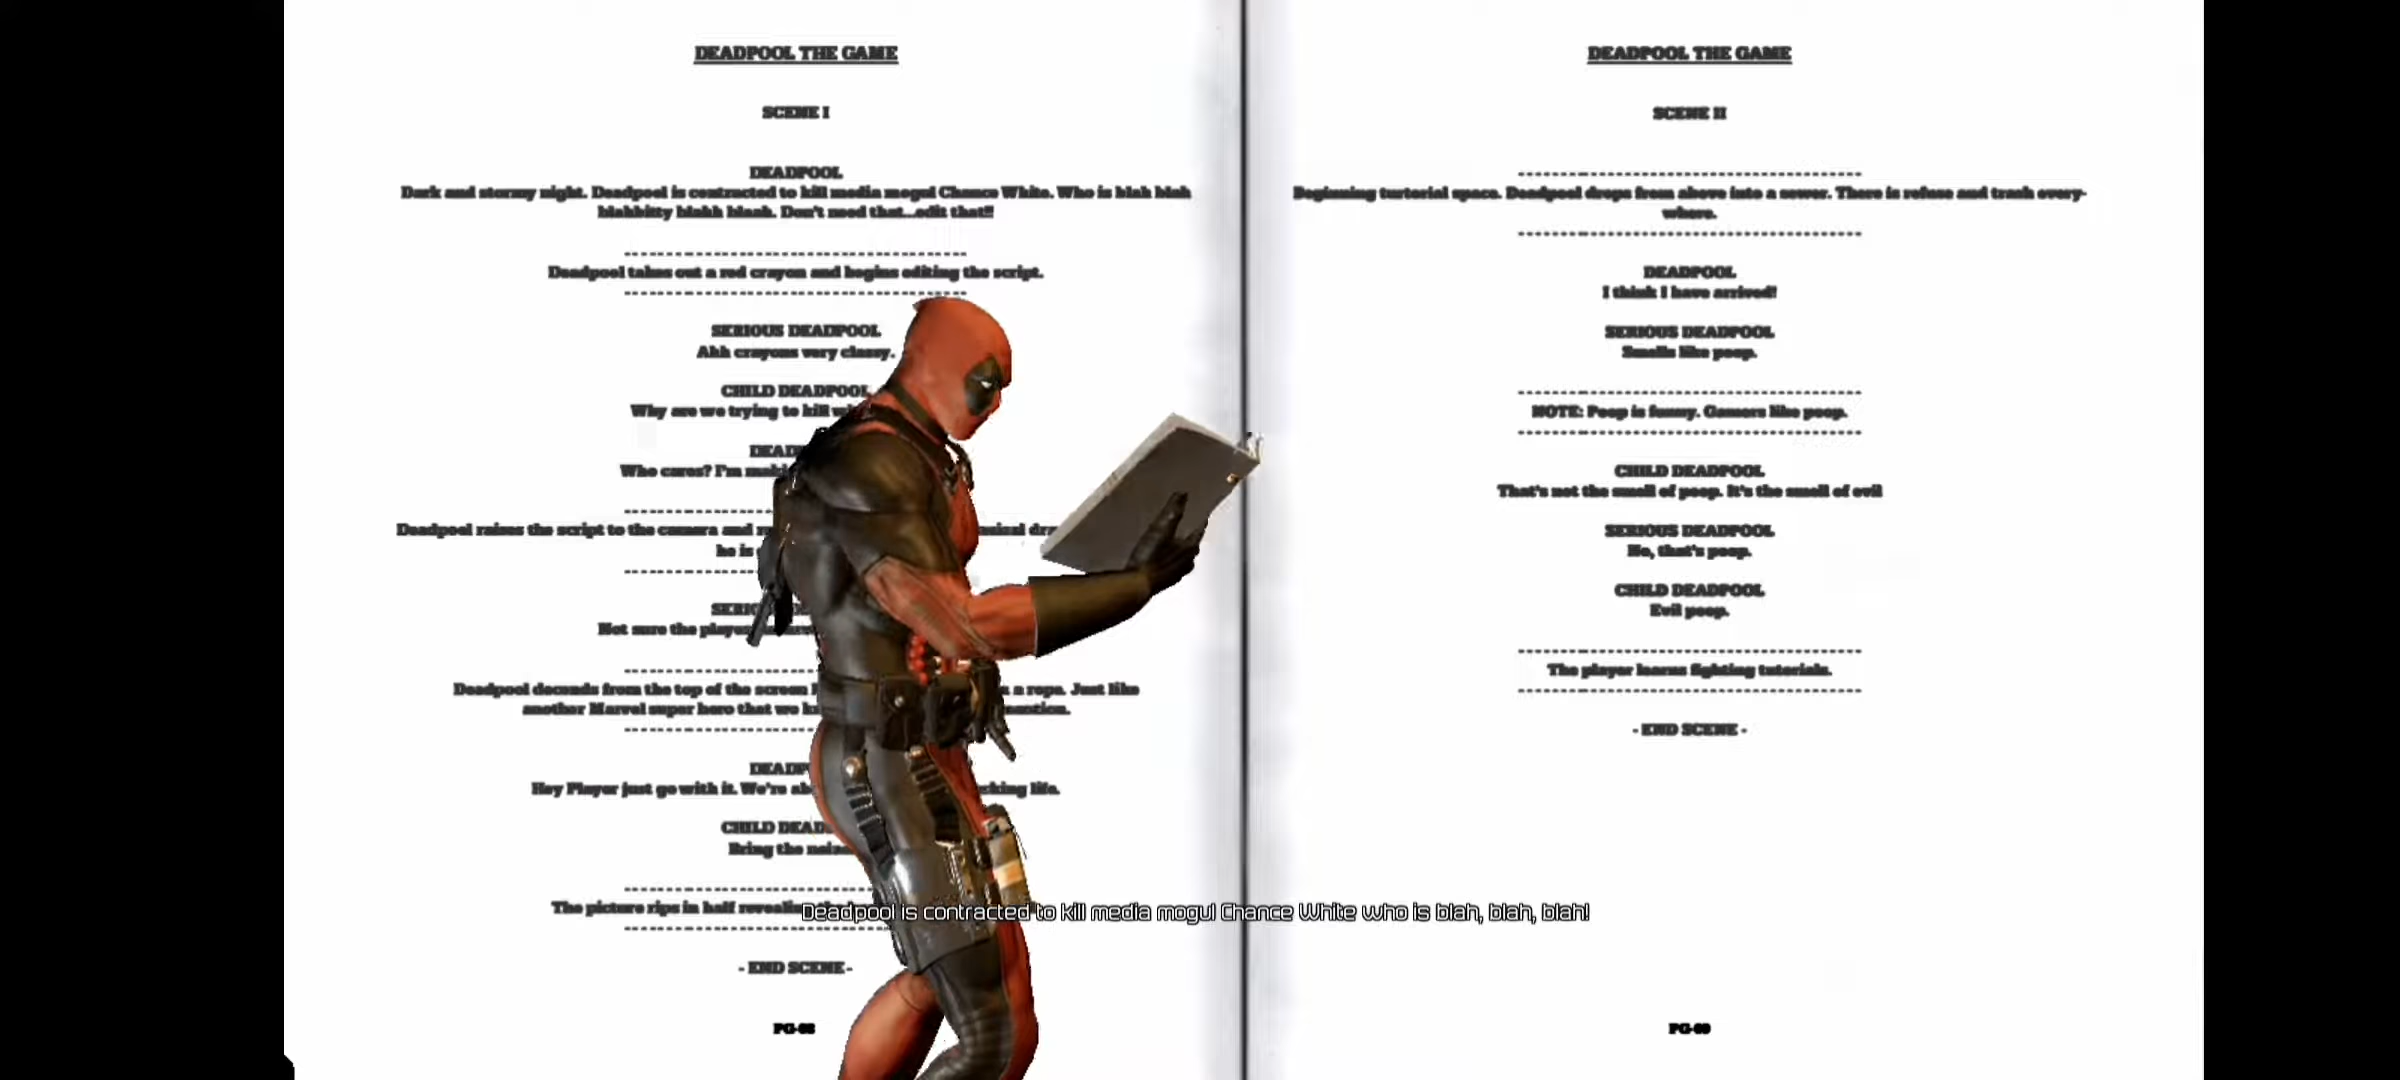 DEADPOOL THE GAME
SCENE I
DEADPOOL
Dark and stormy night. Deadpool is contracted to kill media mogul Chance White. Who is blah blah
blahbitty blahh blaah. Don't need that...edit that!!
Deadpool takes out a red crayon and begins editing the script.
SERIOUS DEADPOOL
Ahh crayons very classy.
CHILD DEADPOOL
Why are we trying to kill
Who cares? I'm
Deadpool raises the script to the camera and
he is
Not sure the player
Deadpool decends from the top of the screen
a rope. Just like
another Marvel super hero that we
mention.
Hey Player just go with it. We're
life.
CHILD
Bring the
The picture rips in half
- END SCENE -
PG-68
DEADPOOL THE GAME
SCENE II
Beginning turtorial space. Deadpool drops from above into a sewer. There is refuse and trash every-
where.
DEADPOOL
I think I have arrived!
SERIOUS DEADPOOL
Smells like poop.
NOTE: Poop is funny. Gamers like poop.
CHILD DEADPOOL
That's not the smell of poop. It's the smell of evil
SERIOUS DEADPOOL
No, that's poop.
CHILD DEADPOOL
Evil poop.
The player learns fighting tutorials.
- END SCENE -
PG-69
Deadpool is contracted to kill media mogul Chance White who is blah, blah, blah!